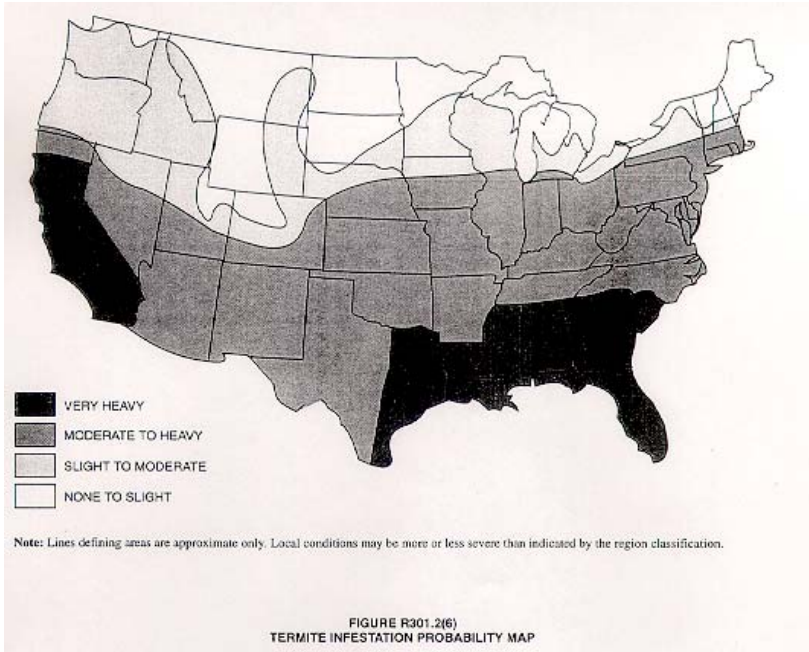 VERY HEAVY
MODERATE TO HEAVY
SLIGHT TO MODERATE
NONE TO SLIGHT
Note: Lines defining areas are approximate only. Local conditions may be more or less severe than indicated by the region classification.
FIGURE R301.2(6)
TERMITE INFESTATION PROBABILITY MAP